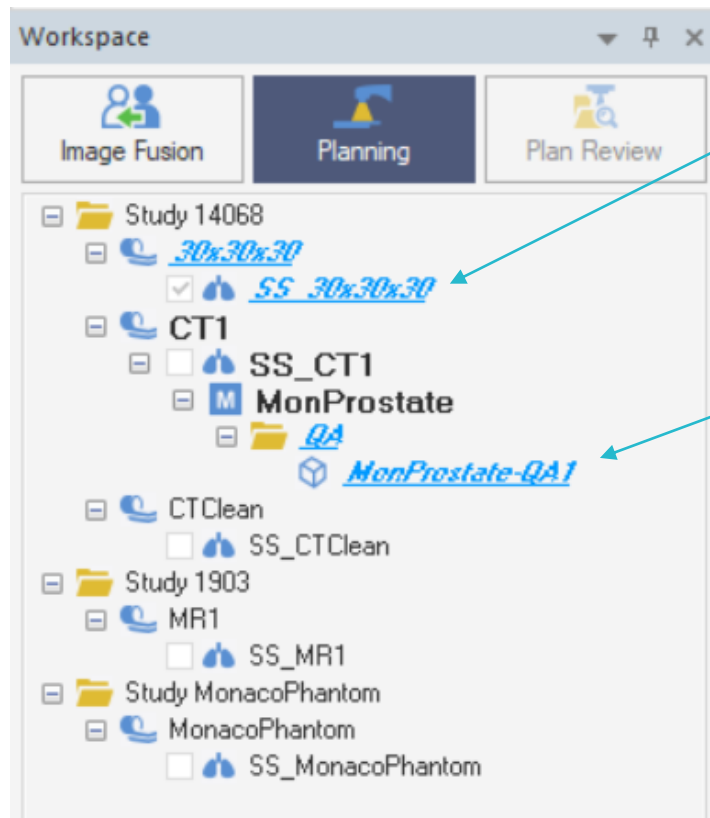 Workspace
Image Fusion
Planning
Plan Review
Study 14068
30x30x30
SS_30x30x30
CT1
SS_CT1
M MonProstate
QA
MonProstate-QA1
CTClean
SS_CTClean
Study 1903
MR1
SS_MR1
Study MonacoPhantom
MonacoPhantom
SS_MonacoPhantom